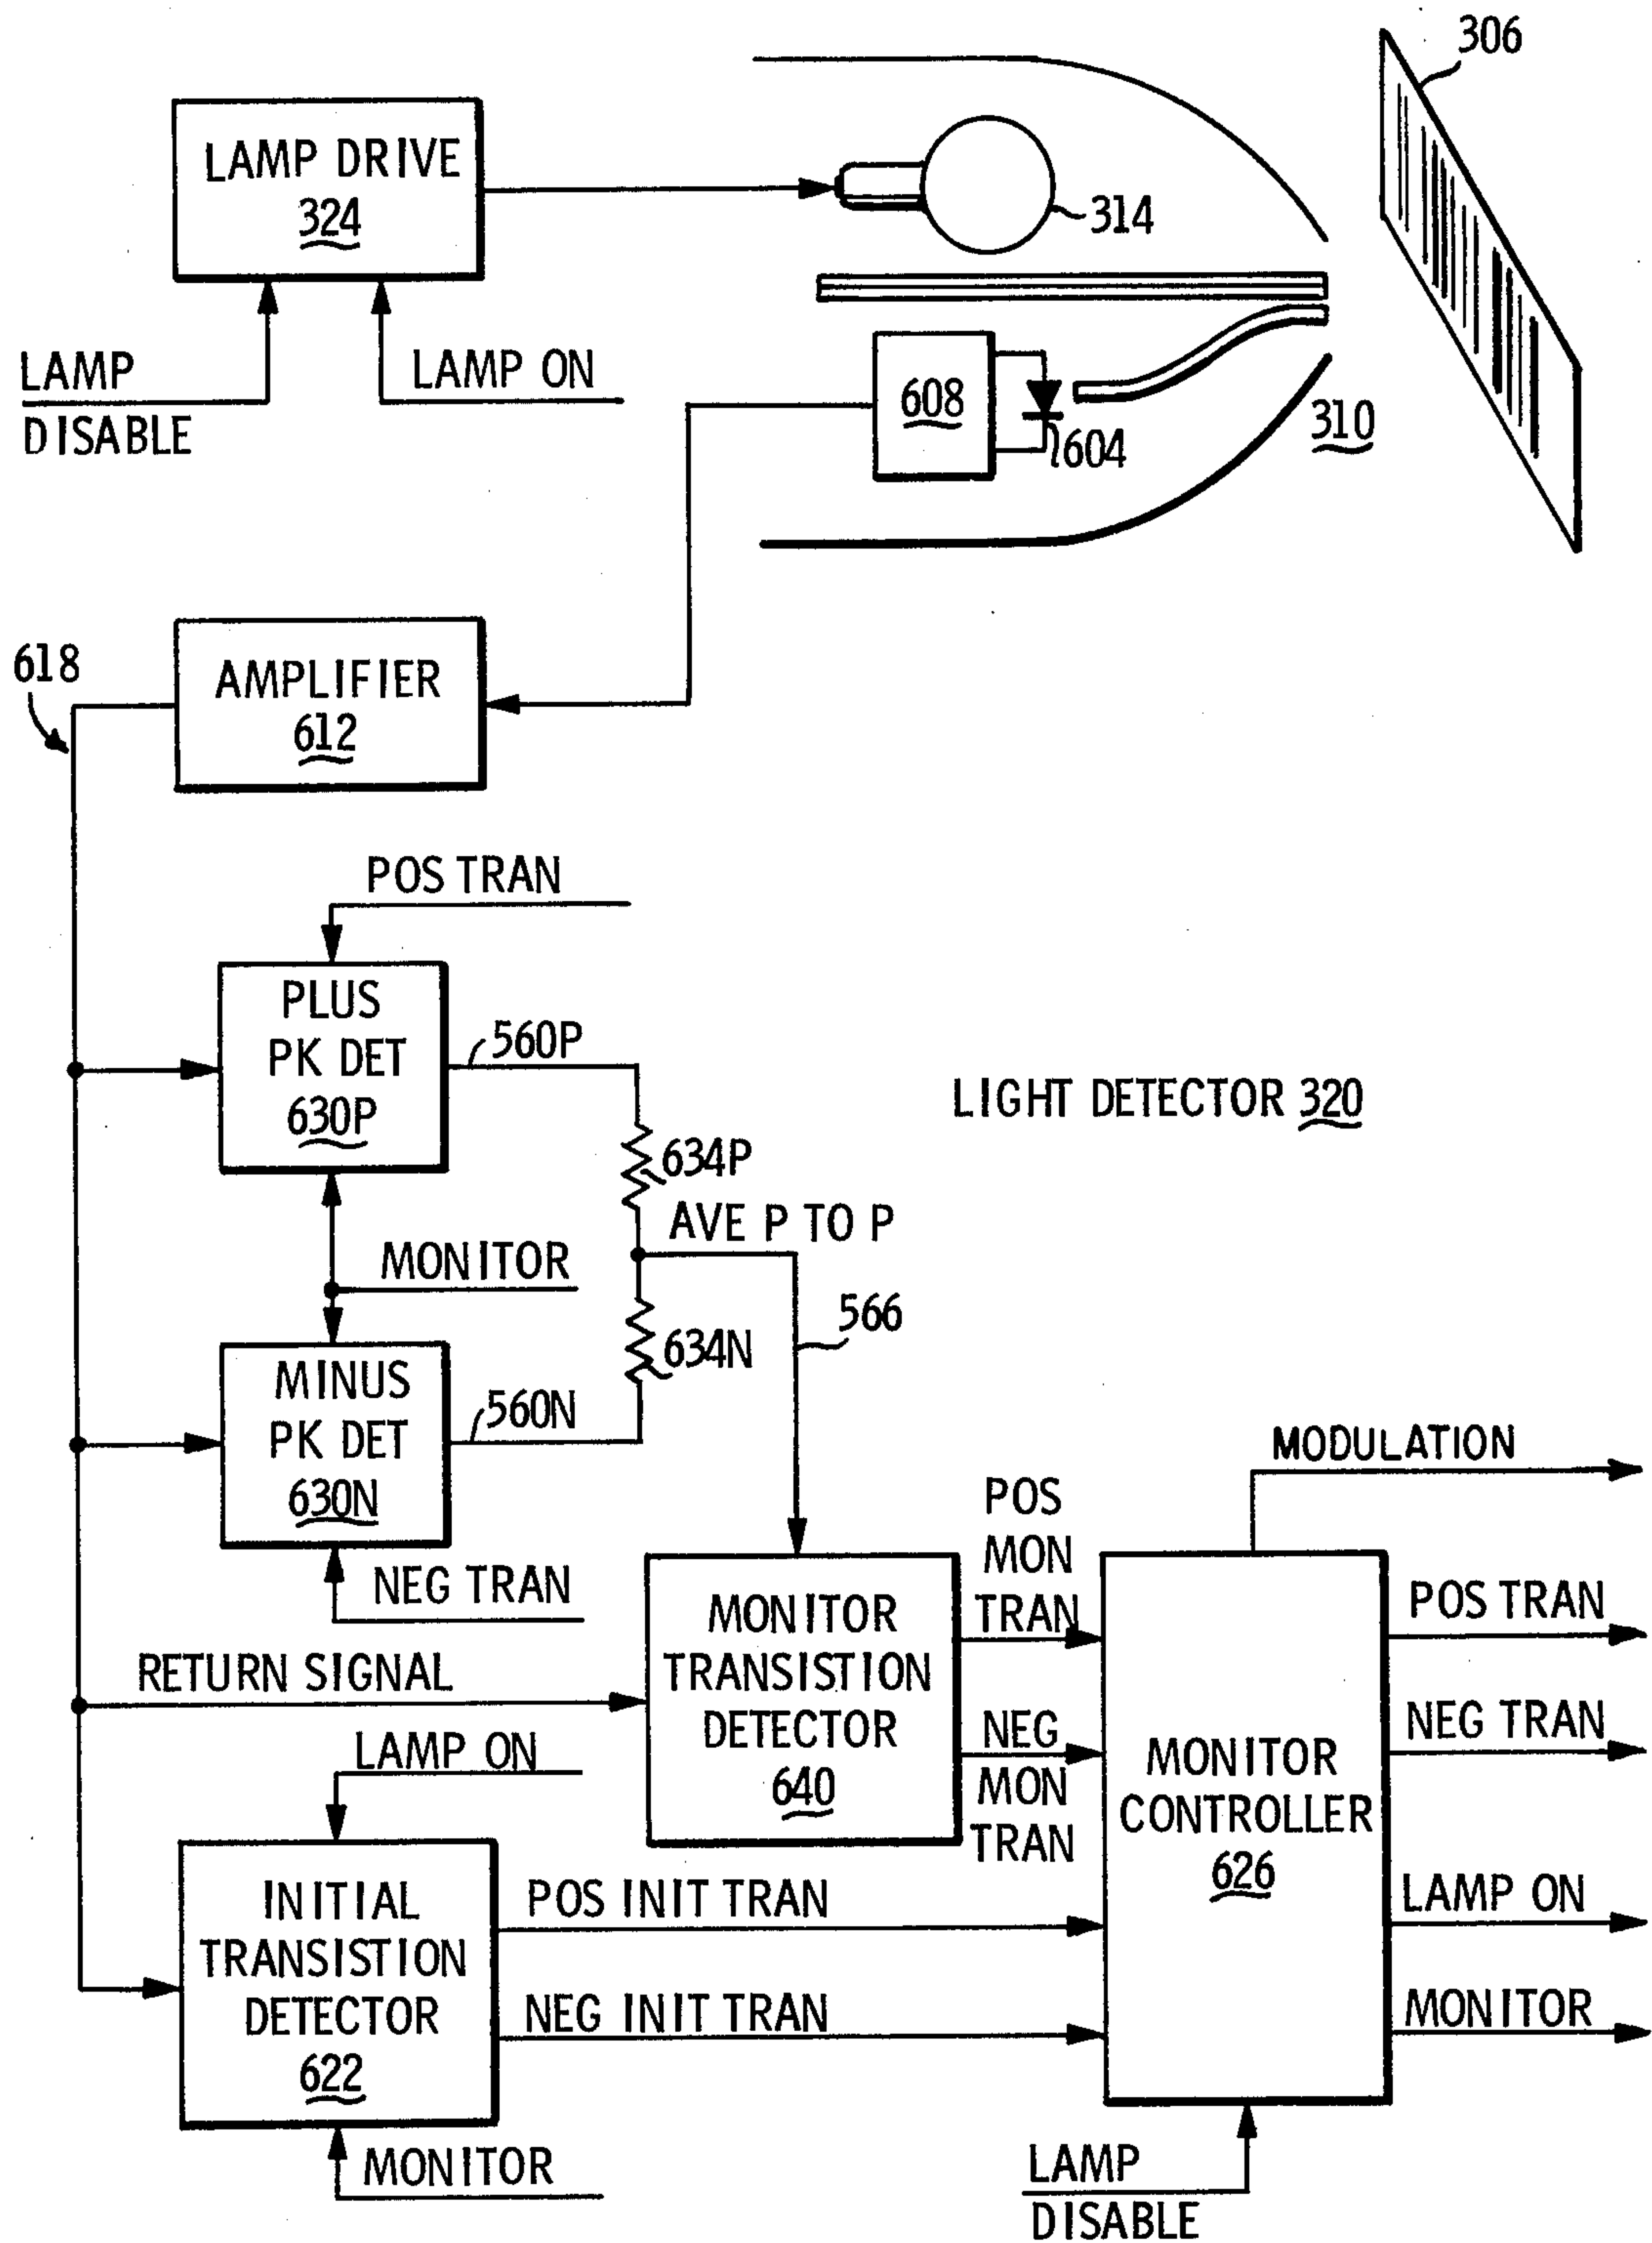 306
LAMP DRIVE
324
314
LAMP
DISABLE
LAMP ON
608
604
310
618
AMPLIFIER
612
POS TRAN
PLUS
PK DET
630P
560P
LIGHT DETECTOR 320
634P
AVE P TO P
MONITOR
566
634N
MINUS
PK DET
630N
560N
NEG TRAN
MODULATION
POS
MON
TRAN
MONITOR
TRANSISTION
DETECTOR
640
NEG
MON
TRAN
RETURN SIGNAL
LAMP ON
MONITOR
CONTROLLER
626
POS TRAN
NEG TRAN
LAMP ON
MONITOR
INITIAL
TRANSISTION
DETECTOR
622
POS INIT TRAN
NEG INIT TRAN
MONITOR
LAMP
DISABLE